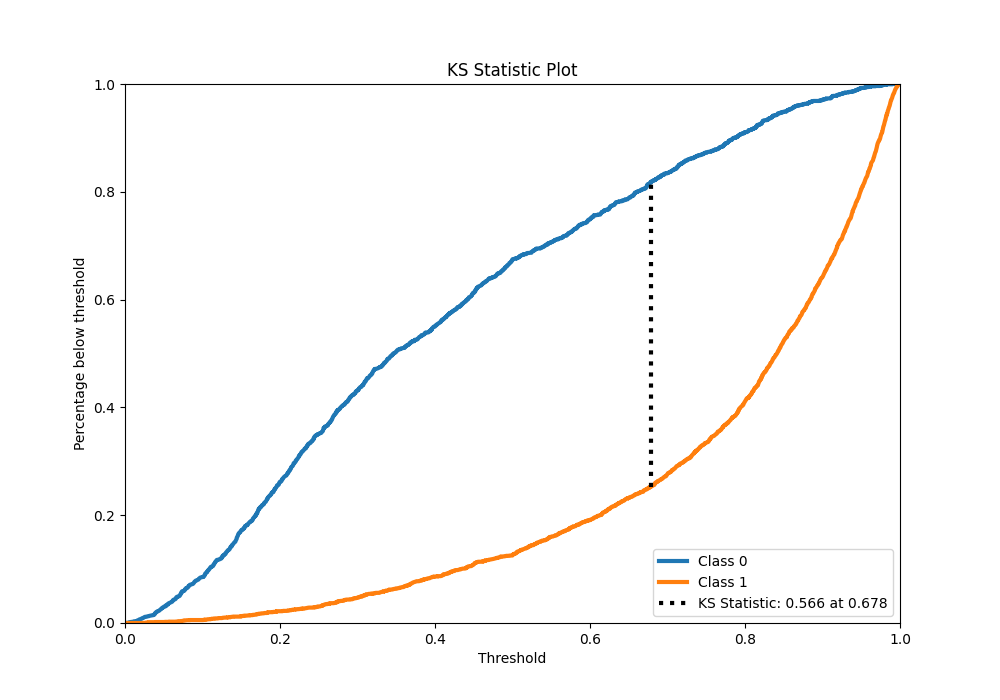 KS Statistic Plot
1.0
0.8
0.6
0.4
0.2
0.0
Percentage below threshold
0.0 0.2 0.4 0.6 0.8 1.0
Threshold
Class 0
Class 1
KS Statistic: 0.566 at 0.678